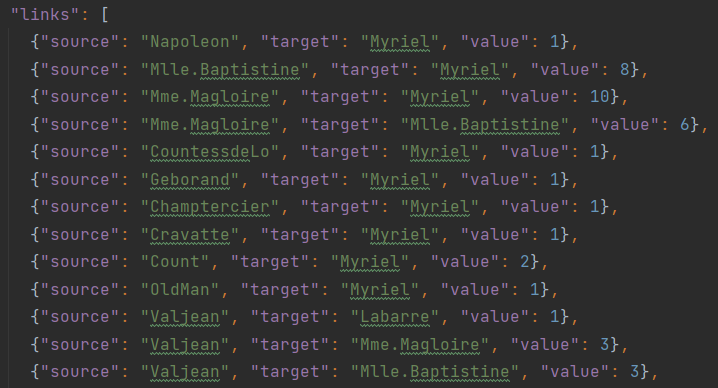 "links": [
{"source": "Napoleon", "target": "Myriel", "value": 1},
{"source": "Mlle.Baptistine", "target": "Myriel", "value": 8},
{"source": "Mme.Magloire", "target": "Myriel", "value": 10},
{"source": "Mme.Magloire", "target": "Mlle.Baptistine", "value": 6},
{"source": "CountessdeLo", "target": "Myriel", "value": 1},
{"source": "Geborand", "target": "Myriel", "value": 1},
{"source": "Champtercier", "target": "Myriel", "value": 1},
{"source": "Cravatte", "target": "Myriel", "value": 1},
{"source": "Count", "target": "Myriel", "value": 2},
{"source": "OldMan", "target": "Myriel", "value": 1},
{"source": "Valjean", "target": "Labarre", "value": 1},
{"source": "Valjean", "target": "Mme.Magloire", "value": 3},
{"source": "Valjean", "target": "Mlle.Baptistine", "value": 3},